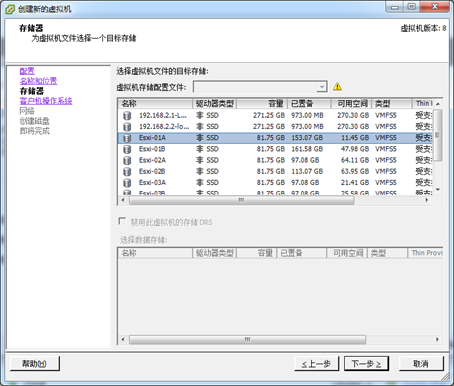 创建新的虚拟机
存储器
为虚拟机文件选择一个目标存储
虚拟机版本: 8
配置
名称和位置
存储器
客户机操作系统
网络
创建磁盘
即将完成
选择虚拟机文件的目标存储:
虚拟机存储配置文件:
名称 驱动器类型 容量 已置备 可用空间 类型 Thin Pro
192.168.2.1-L... 非 SSD 271.25 GB 973.00 MB 270.30 GB VMFS5 受支持
192.168.2.2-lo... 非 SSD 271.25 GB 973.00 MB 270.30 GB VMFS5 受支持
Esxi-01A 非 SSD 81.75 GB 153.07 GB 11.45 GB VMFS5 受支持
Esxi-01B 非 SSD 81.75 GB 161.58 GB 47.98 GB VMFS5 受支持
Esxi-02A 非 SSD 81.75 GB 97.08 GB 64.11 GB VMFS5 受支持
Esxi-02B 非 SSD 81.75 GB 113.07 GB 63.95 GB VMFS5 受支持
Esxi-03A 非 SSD 81.75 GB 97.08 GB 21.41 GB VMFS5 受支持
Esxi-03B 非 SSD 81.75 GB 97.08 GB 25.58 GB VMFS5 受支持
禁用此虚拟机的存储 DRS
选择数据存储:
名称 驱动器类型 容量 已置备 可用空间 类型 Thin Provi
帮助(H) ≤上一步 下一步 ≥ 取消